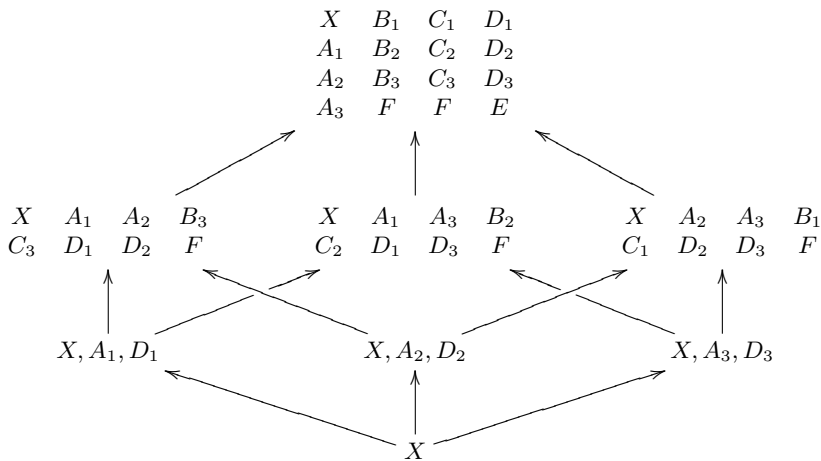 X B₁ C₁ D₁
A₁ B₂ C₂ D₂
A₂ B₃ C₃ D₃
A₃ F F E
X A₁ A₂ B₃ X A₁ A₃ B₂ X A₂ A₃ B₁
C₃ D₁ D₂ F C₂ D₁ D₃ F C₁ D₂ D₃ F
X, A₁, D₁ X, A₂, D₂ X, A₃, D₃
X